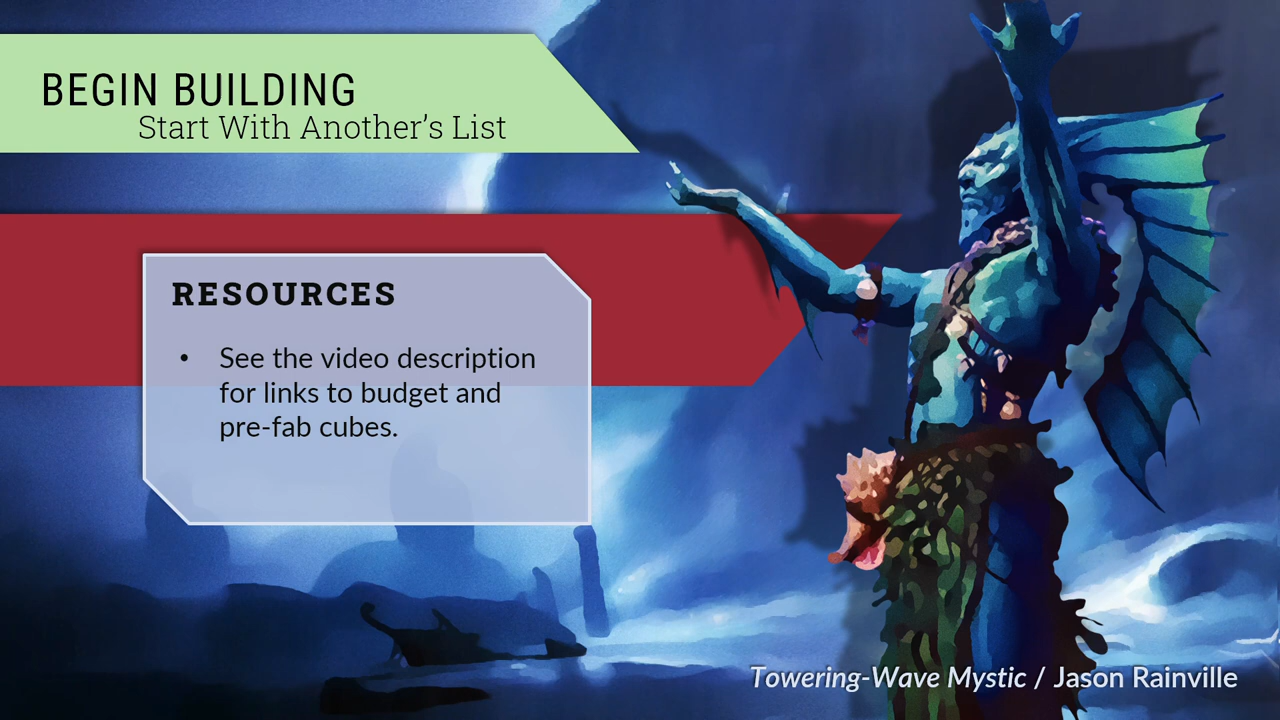 BEGIN BUILDING
Start With Another’s List
RESOURCES
• See the video description
for links to budget and
pre-fab cubes.
Towering-Wave Mystic / Jason Rainville